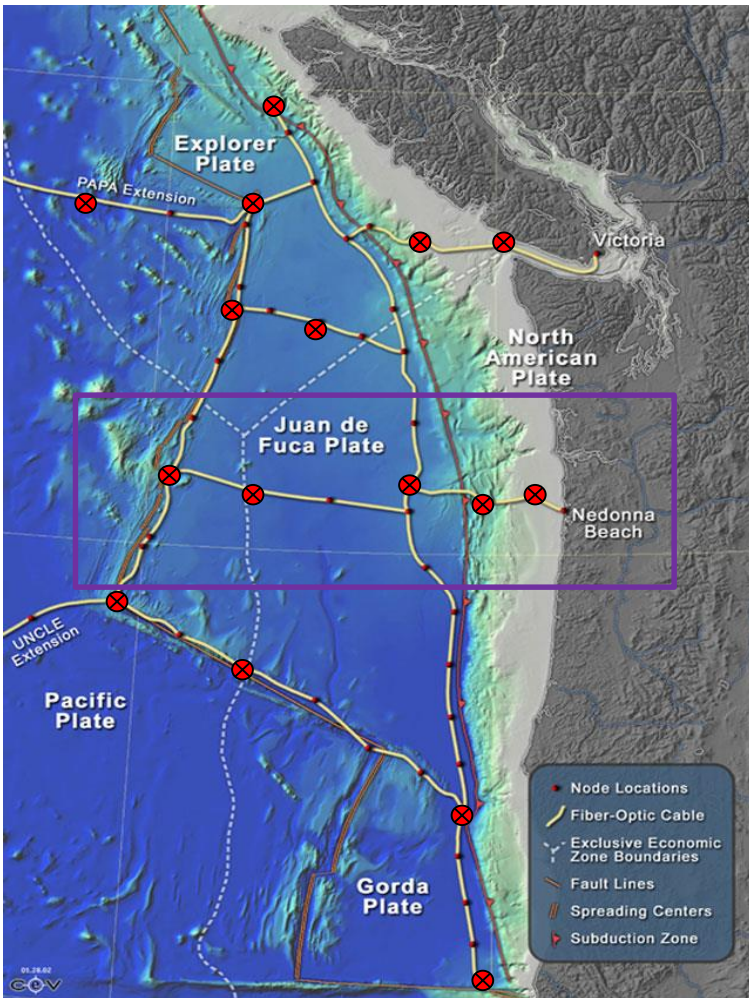 Explorer
Plate
PAPA Extension
Victoria
North
American
Plate
Juan de
Fuca Plate
Nedonna
Beach
UNCLE
Extension
Pacific
Plate
Gorda
Plate
Node Locations
Fiber-Optic Cable
Exclusive Economic
Zone Boundaries
Fault Lines
Spreading Centers
Subduction Zone
01.28.02
COV